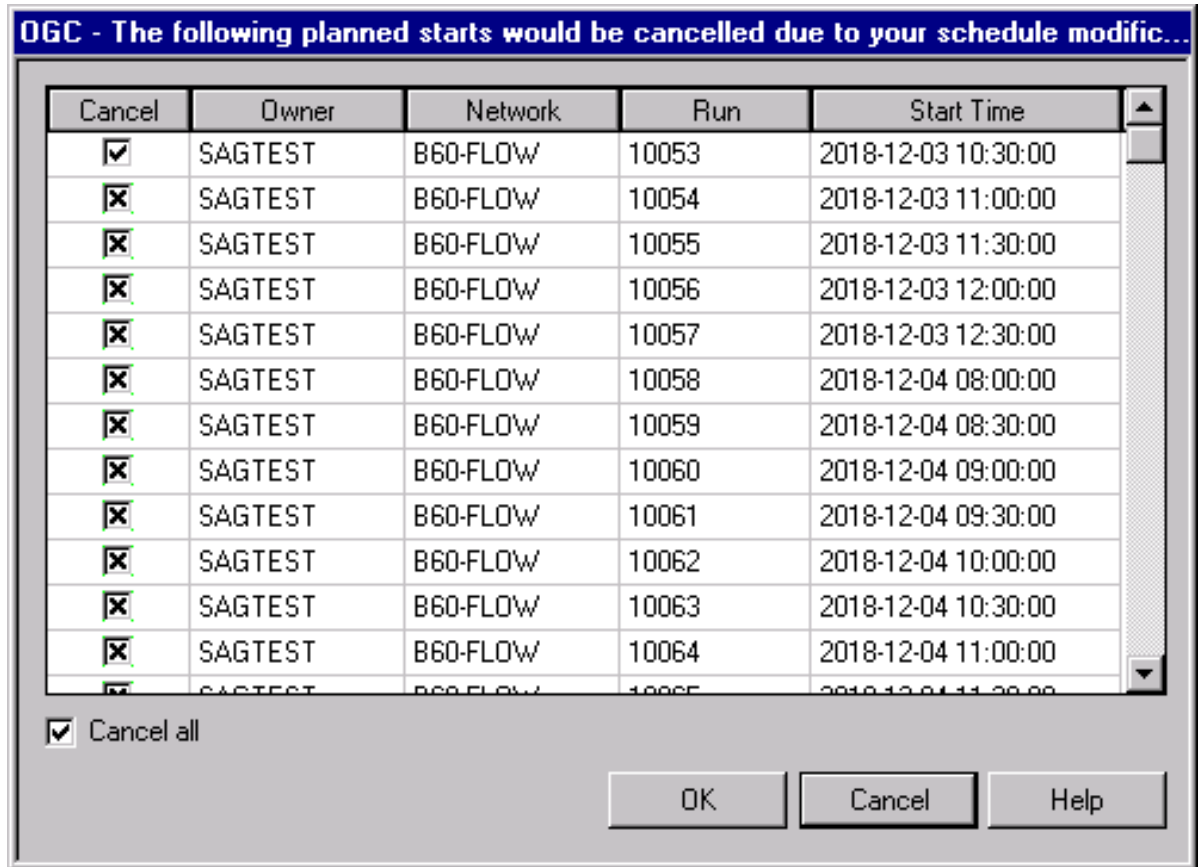 OGC - The following planned starts would be cancelled due to your schedule modific...
Cancel Owner Network Run Start Time
SAGTEST B60-FLOW 10053 2018-12-03 10:30:00
SAGTEST B60-FLOW 10054 2018-12-03 11:00:00
SAGTEST B60-FLOW 10055 2018-12-03 11:30:00
SAGTEST B60-FLOW 10056 2018-12-03 12:00:00
SAGTEST B60-FLOW 10057 2018-12-03 12:30:00
SAGTEST B60-FLOW 10058 2018-12-04 08:00:00
SAGTEST B60-FLOW 10059 2018-12-04 08:30:00
SAGTEST B60-FLOW 10060 2018-12-04 09:00:00
SAGTEST B60-FLOW 10061 2018-12-04 09:30:00
SAGTEST B60-FLOW 10062 2018-12-04 10:00:00
SAGTEST B60-FLOW 10063 2018-12-04 10:30:00
SAGTEST B60-FLOW 10064 2018-12-04 11:00:00
Cancel all
OK Cancel Help